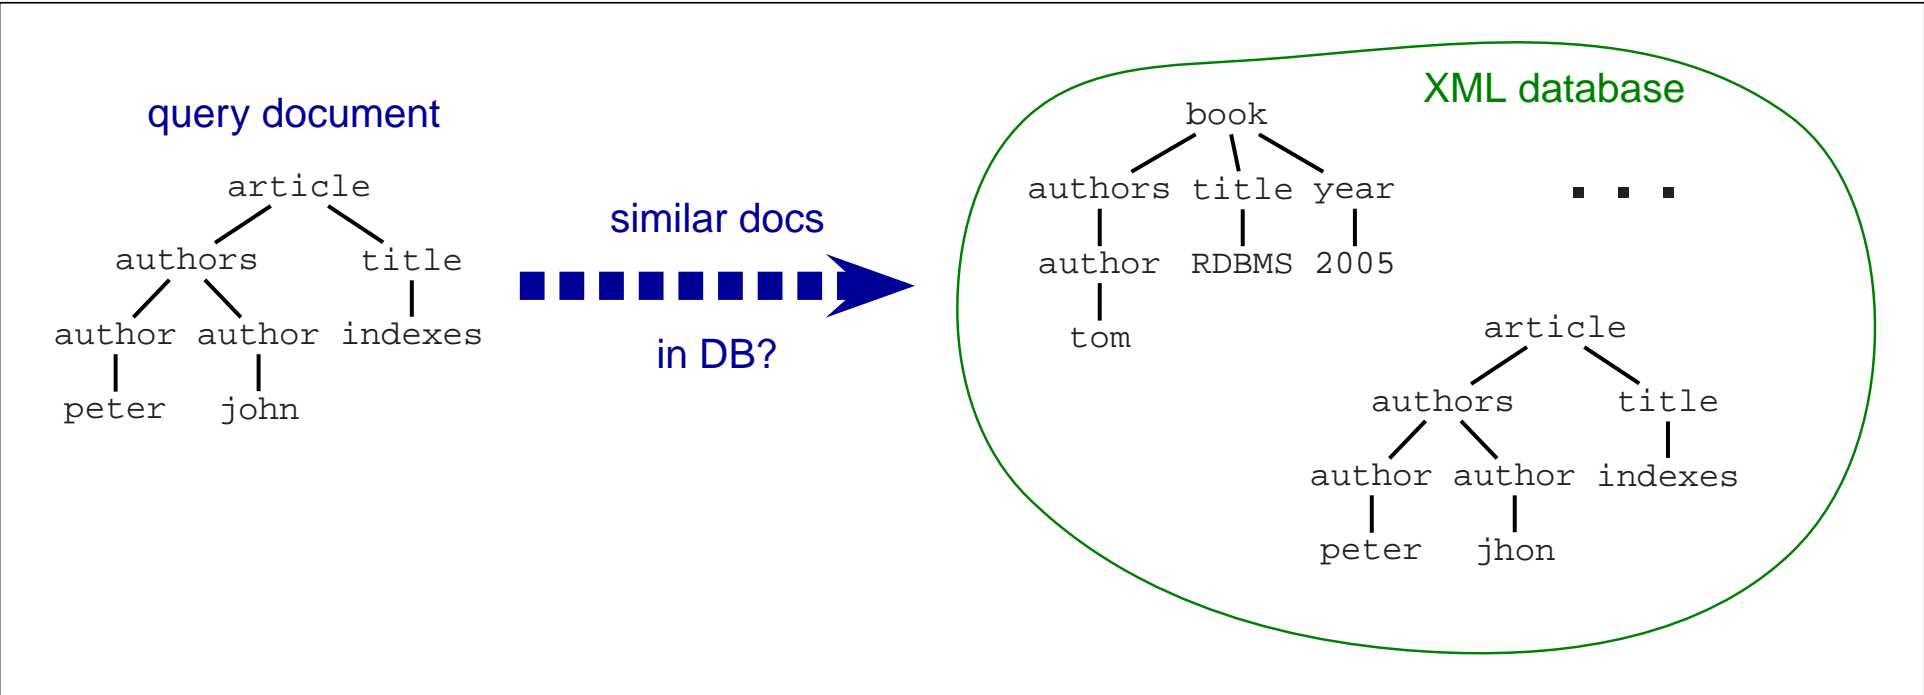 query document
article
authors title
author author indexes
peter john
similar docs
in DB?
XML database
book
authors title year
author RDBMS 2005
tom
. . .
article
authors title
author author indexes
peter jhon